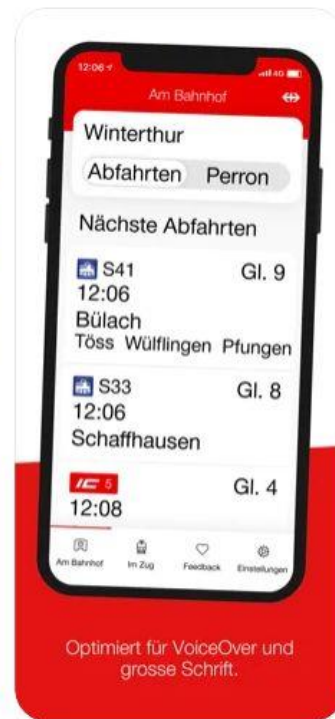 12:06
4G
Am Bahnhof
Winterthur
Abfahrten Perron
Nächste Abfahrten
S41 Gl. 9
12:06
Bülach
Töss Wülflingen Pfungen
S33 Gl. 8
12:06
Schaffhausen
IC 5 Gl. 4
12:08
Am Bahnhof Im Zug Feedback Einstellungen
Optimiert für VoiceOver und
grosse Schrift.